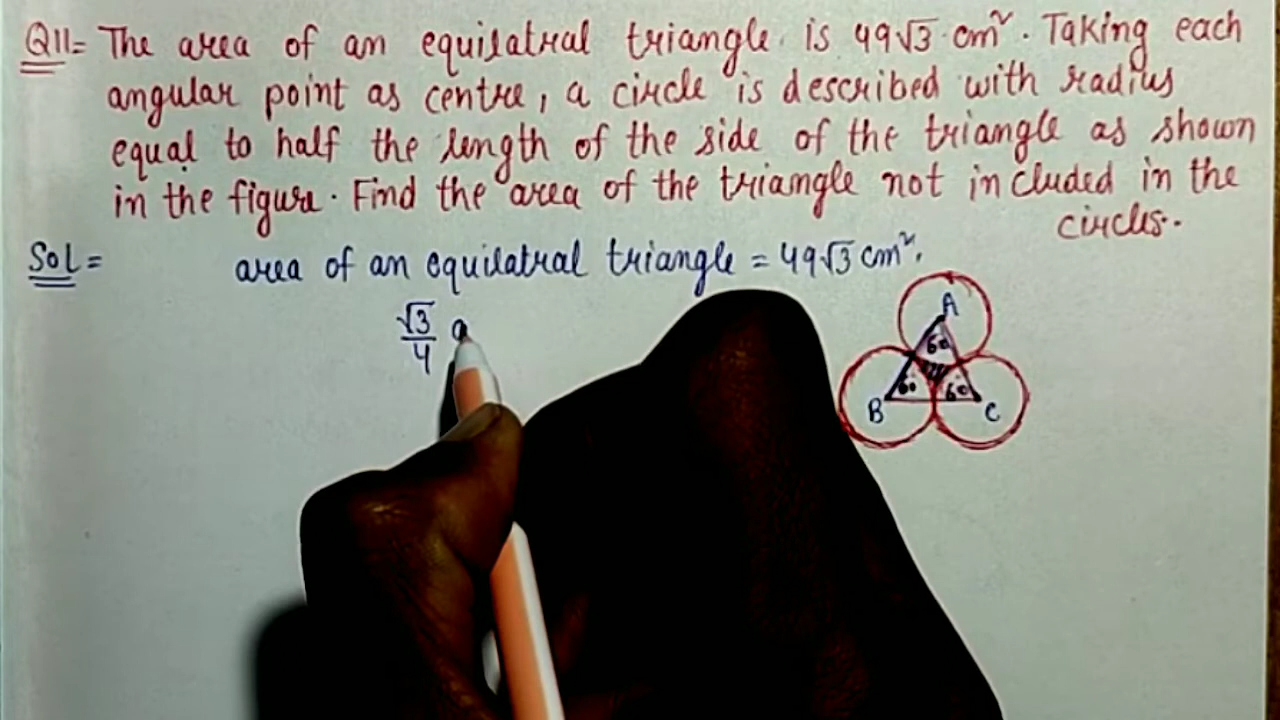 Q11= The area of an equilatral triangle is 49√3 cm². Taking each
angular point as centre, a circle is described with radius
equal to half the length of the side of the triangle as shown
in the figure. Find the area of the triangle not included in the
circles.
Sol= area of an equilatral triangle = 49√3 cm².
√3/4 a
A
60
60
60
B
C